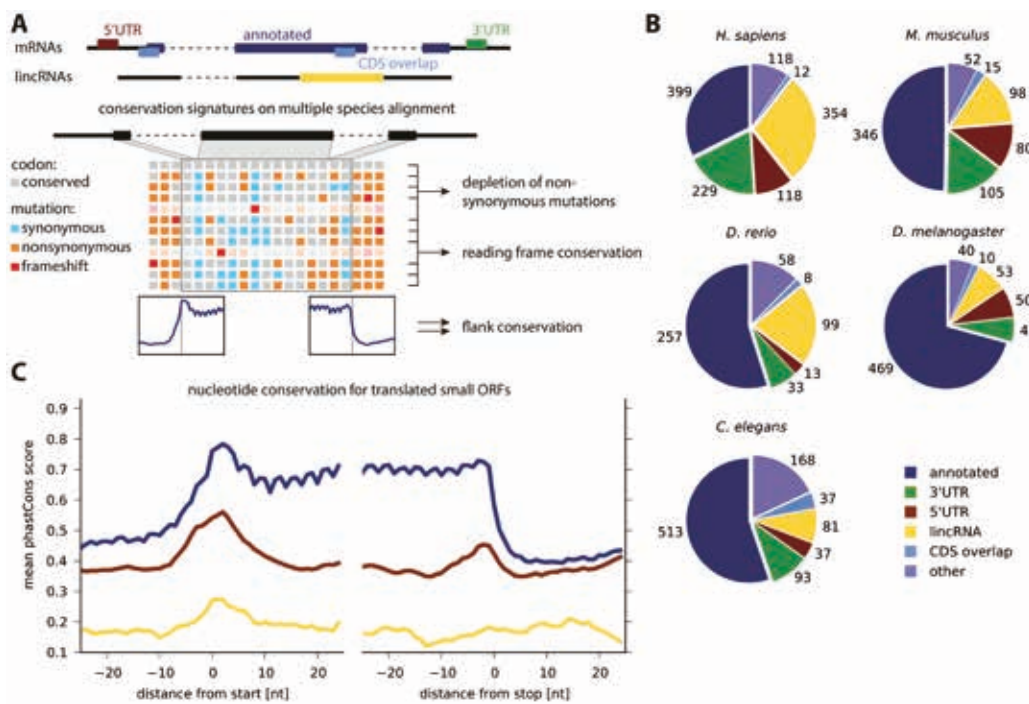 A
5'UTR
3'UTR
mRNAs
annotated
CDS overlap
lincRNAs
conservation signatures on multiple species alignment
codon:
conserved
mutation:
synonymous
nonsynonymous
frameshift
depletion of non-
synonymous mutations
reading frame conservation
flank conservation
B
H. sapiens
118
12
354
118
229
399
M. musculus
52
15
98
80
105
346
D. rerio
58
8
99
13
33
257
D. melanogaster
40
10
53
50
469
C. elegans
168
37
81
37
93
513
annotated
3'UTR
5'UTR
lincRNA
CDS overlap
other
C
nucleotide conservation for translated small ORFs
mean phastCons score
0.9
0.8
0.7
0.6
0.5
0.4
0.3
0.2
0.1
−20 −10 0 10 20
−20 −10 0 10 20
distance from start [nt]
distance from stop [nt]